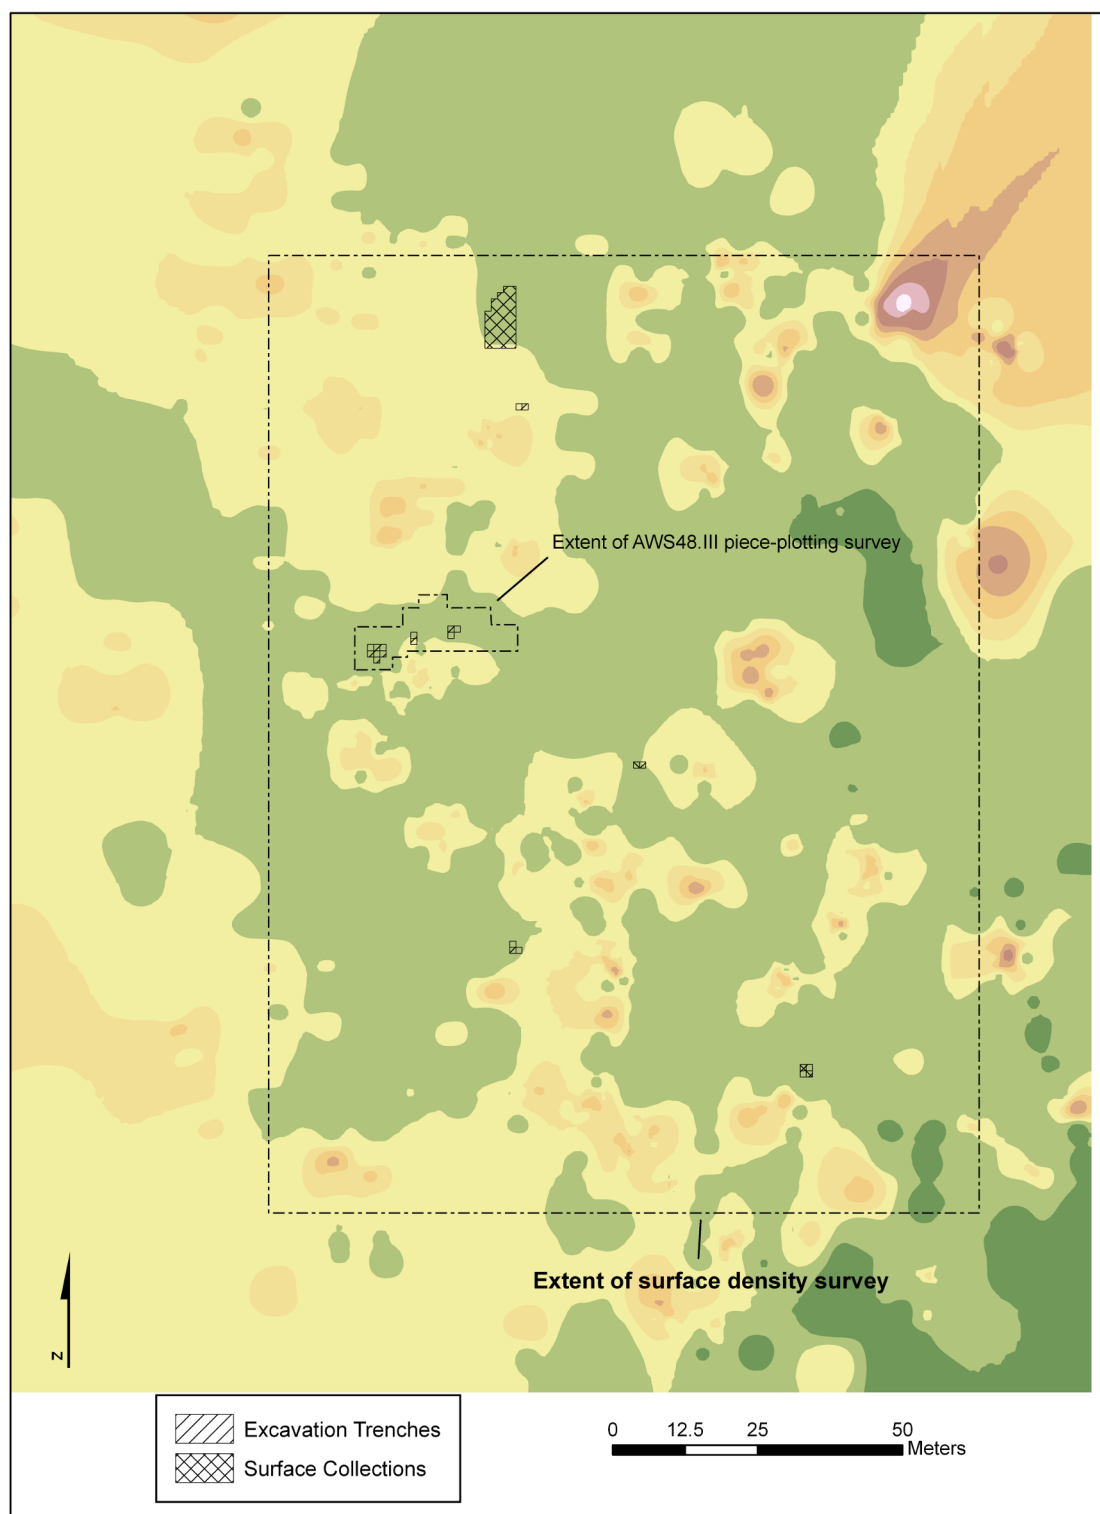 Extent of AWS48.III piece-plotting survey
Extent of surface density survey
N
Excavation Trenches
Surface Collections
0 12.5 25 50
Meters